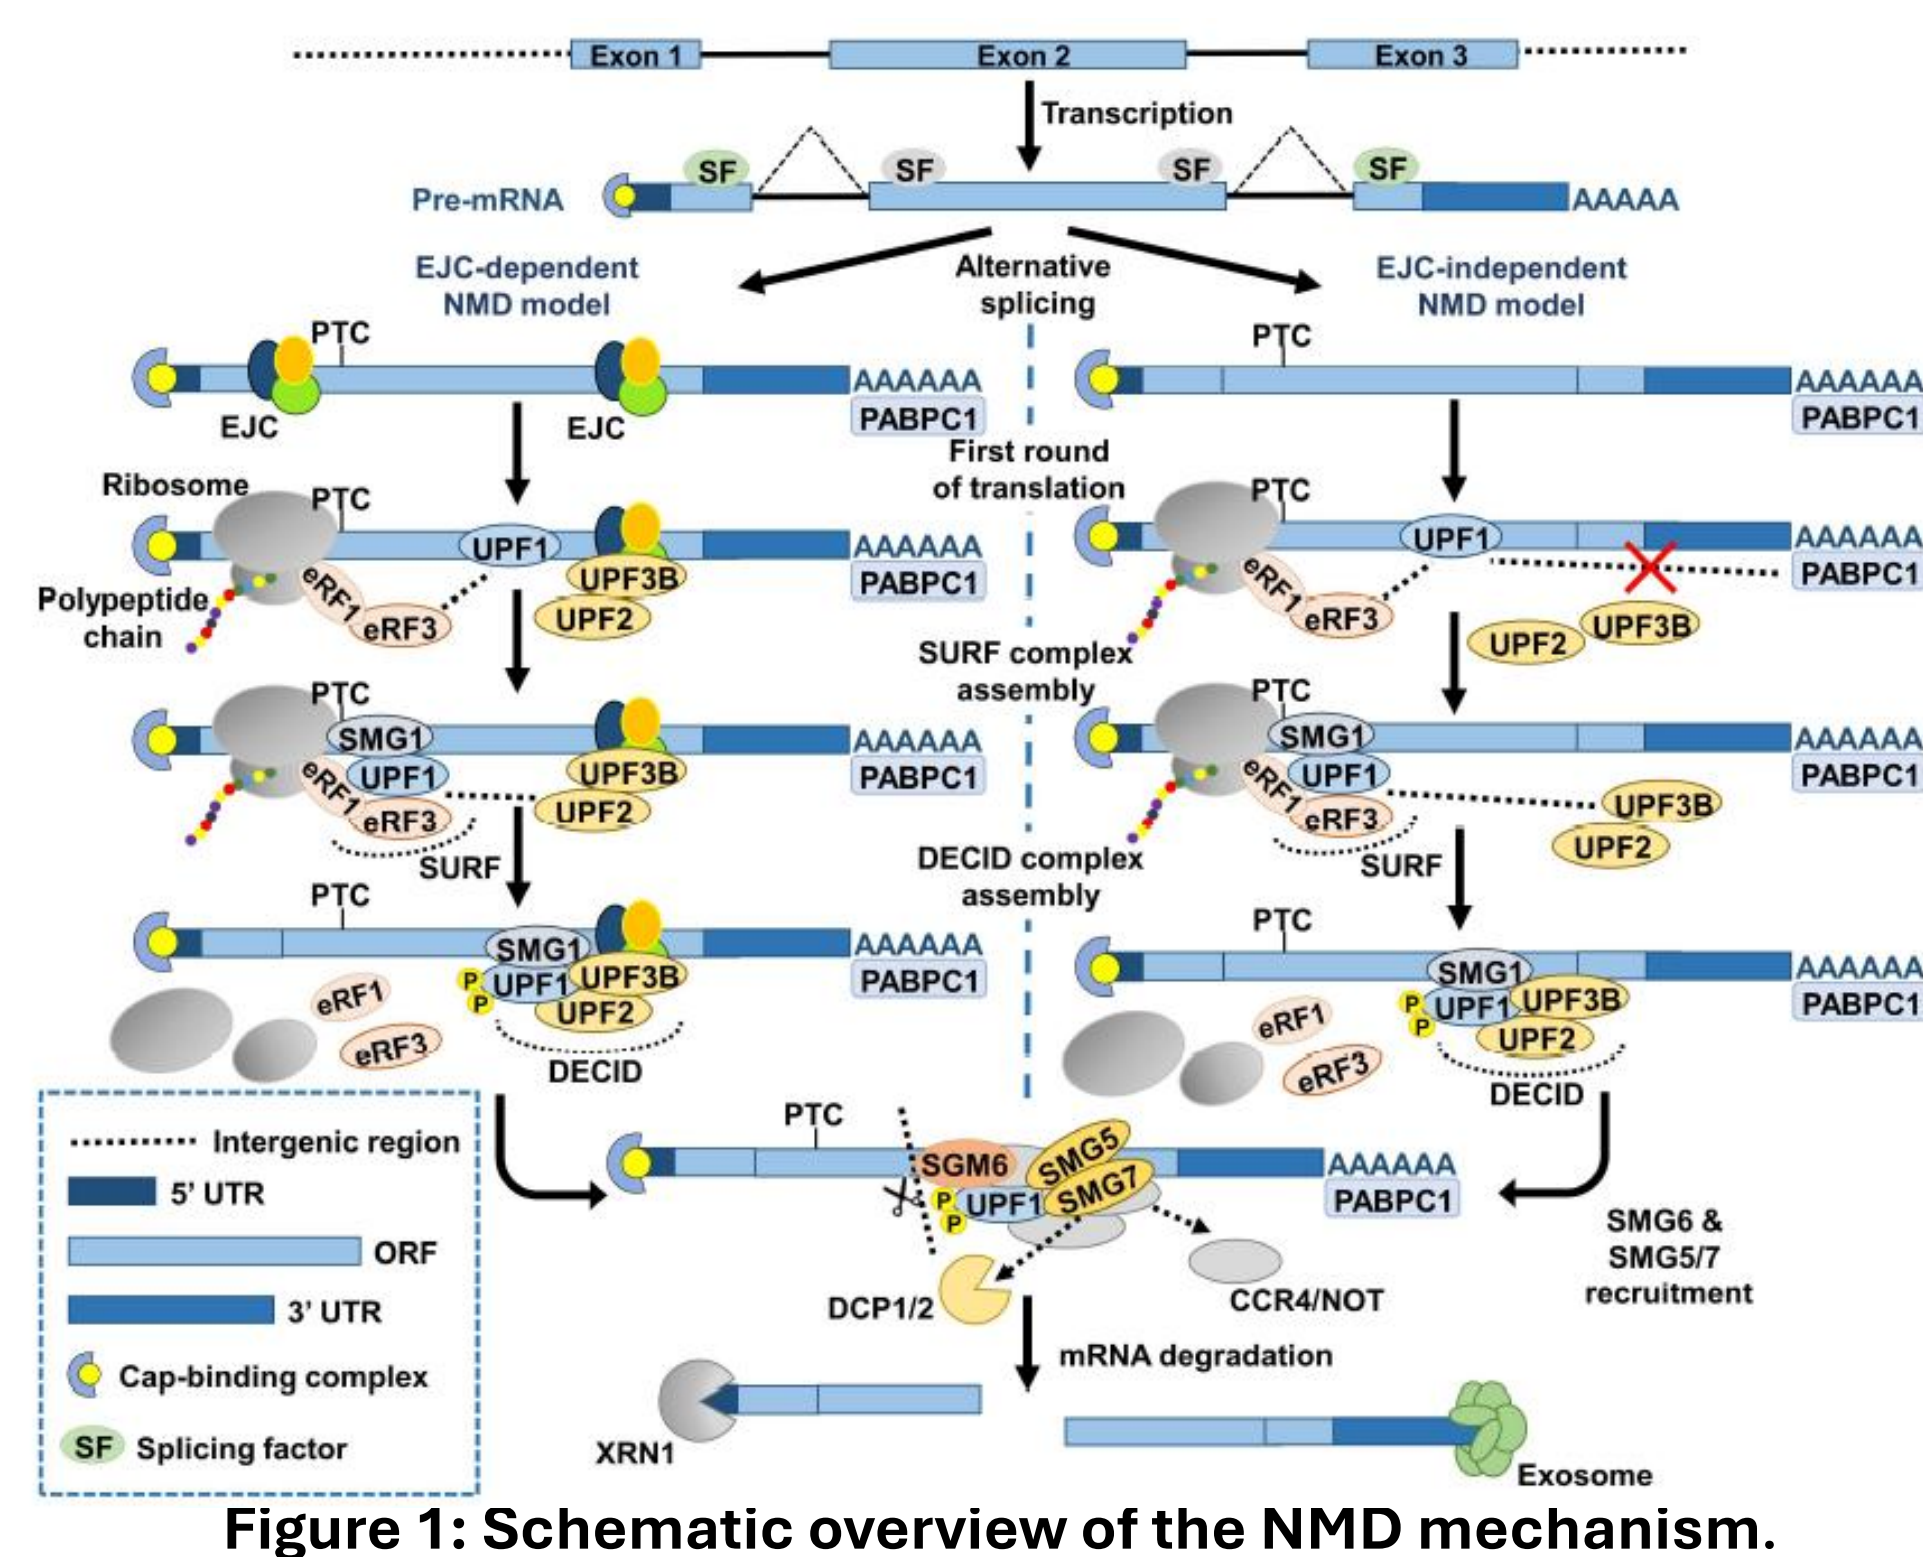 Exon 1
Exon 2
Exon 3
Transcription
SF
SF
SF
SF
Pre-mRNA
AAAAA
EJC-dependent
NMD model
Alternative
splicing
EJC-independent
NMD model
PTC
EJC
EJC
AAAAAA
PABPC1
PTC
AAAAAA
PABPC1
First round
of translation
Ribosome
PTC
UPF1
UPF3B
UPF2
eRF1
eRF3
Polypeptide
chain
AAAAAA
PABPC1
PTC
UPF1
eRF1
eRF3
UPF2
UPF3B
AAAAAA
PABPC1
SURF complex
assembly
PTC
SMG1
UPF1
eRF1
eRF3
UPF3B
UPF2
SURF
AAAAAA
PABPC1
PTC
SMG1
UPF1
eRF1
eRF3
UPF3B
UPF2
SURF
AAAAAA
PABPC1
DECID complex
assembly
PTC
SMG1
P
P
UPF1
UPF3B
UPF2
eRF1
eRF3
DECID
AAAAAA
PABPC1
PTC
SMG1
P
P
UPF1
UPF3B
UPF2
eRF1
eRF3
DECID
AAAAAA
PABPC1
Intergenic region
5’ UTR
ORF
3’ UTR
Cap-binding complex
SF
Splicing factor
PTC
SGM6
SMG5
SMG7
P
P
UPF1
AAAAAA
PABPC1
SMG6 &
SMG5/7
recruitment
DCP1/2
CCR4/NOT
mRNA degradation
XRN1
Exosome
Figure 1: Schematic overview of the NMD mechanism.